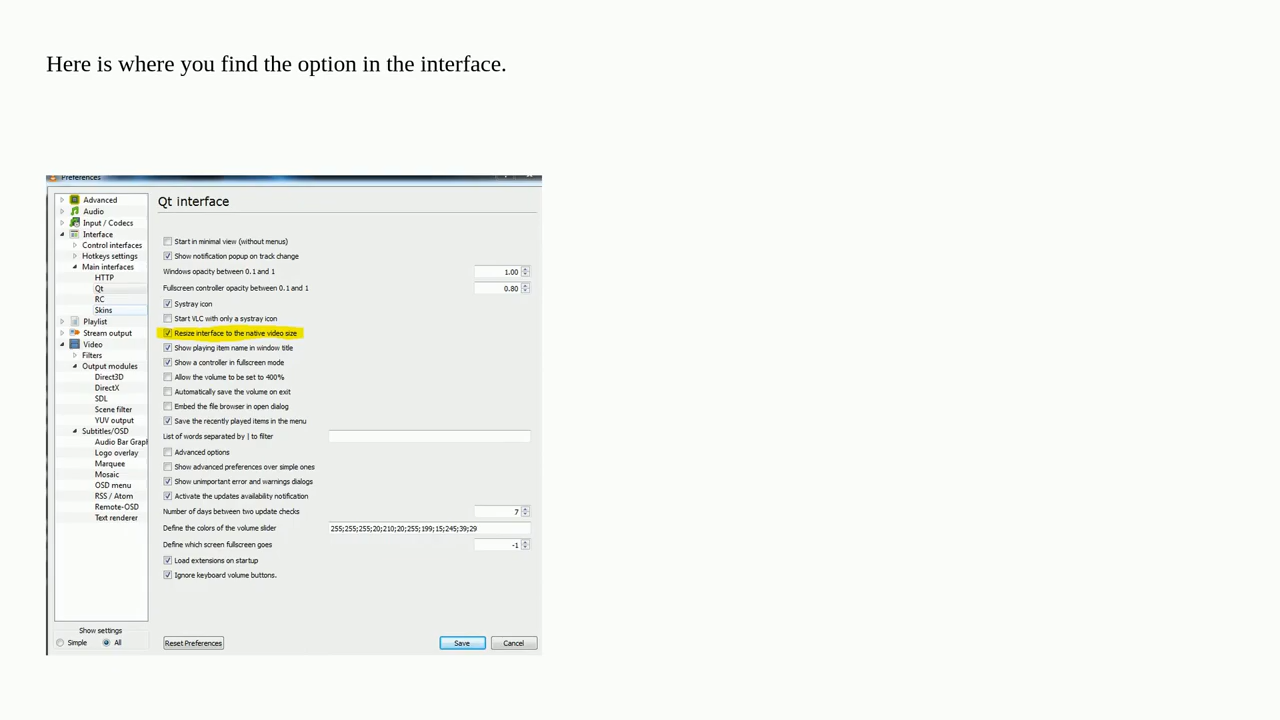 Here is where you find the option in the interface.
Preferences
Advanced
Audio
Input / Codecs
Interface
Control interfaces
Hotkeys settings
Main interfaces
HTTP
Qt
RC
Skins
Playlist
Stream output
Video
Filters
Output modules
Direct3D
DirectX
SDL
Scene filter
YUV output
Subtitles/OSD
Audio Bar Grap
Logo overlay
Marquee
Mosaic
OSD menu
RSS / Atom
Remote-OSD
Text renderer
Show settings
Simple All
Qt interface
Start in minimal view (without menus)
Show notification popup on track change
Windows opacity between 0.1 and 1 1.00
Fullscreen controller opacity between 0.1 and 1 0.80
Systray icon
Start VLC with only a systray icon
Resize interface to the native video size
Show playing item name in window title
Show a controller in fullscreen mode
Allow the volume to be set to 400%
Automatically save the volume on exit
Embed the file browser in open dialog
Save the recently played items in the menu
List of words separated by | to filter
Advanced options
Show advanced preferences over simple ones
Show unimportant error and warnings dialogs
Activate the updates availability notification
Number of days between two update checks 7
Define the colors of the volume slider 255;255;255;20;210;20;255;199;15;245;39;29
Define which screen fullscreen goes -1
Load extensions on startup
Ignore keyboard volume buttons.
Reset Preferences Save Cancel